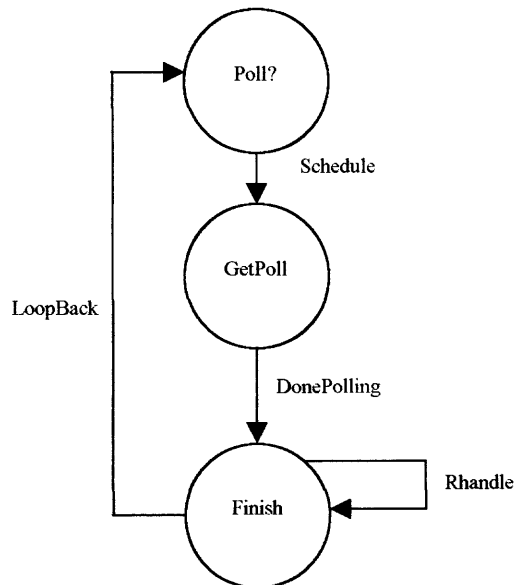 Poll?
Schedule
GetPoll
LoopBack
DonePolling
Rhandle
Finish